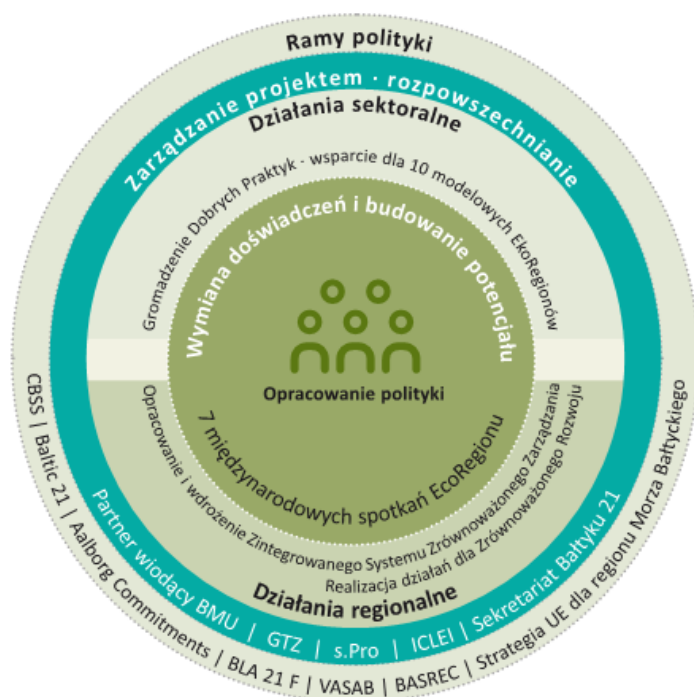 Ramy polityki
Zarządzanie projektem · rozpowszechnianie
Działania sektoralne
Gromadzenie Dobrych Praktyk - wsparcie dla 10 modelowych EkoRegionów
Wymiana doświadczeń i budowanie potencjału
Opracowanie polityki
7 międzynarodowych spotkań EcoRegionu
Opracowanie i wdrożenie Zintegrowanego Systemu Zrównoważonego Zarządzania
Realizacja działań dla Zrównoważonego Rozwoju
Działania regionalne
Partner wiodący BMU | GTZ | s.Pro | ICLEI | Sekretariat Bałtyku 21
CBSS | Baltic 21 | Aalborg Commitments | BLA 21 F | VASAB | BASREC | Strategia UE dla regionu Morza Bałtyckiego